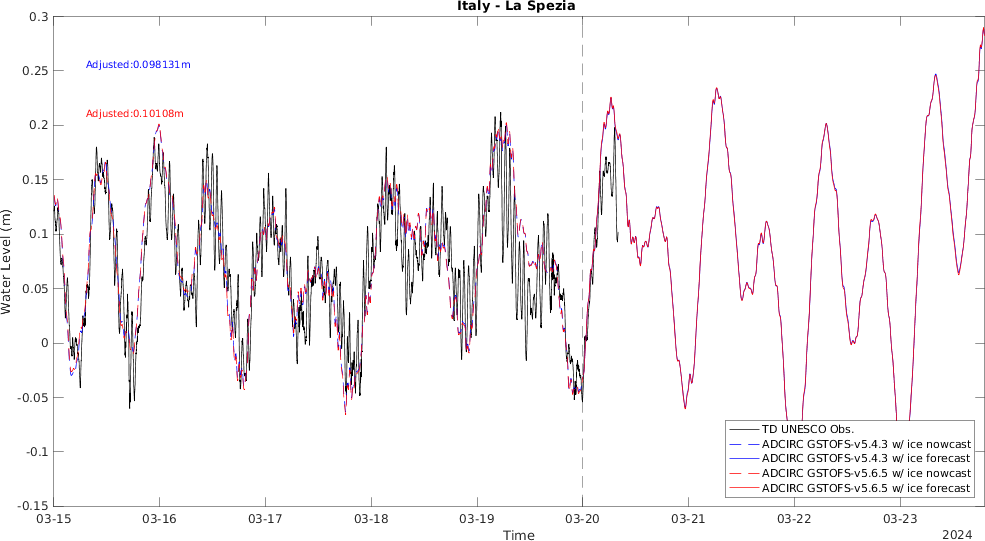 Italy - La Spezia
0.3
0.25
0.2
0.15
0.1
0.05
0
-0.05
-0.1
-0.15
Water Level (m)
Adjusted:0.098131m
Adjusted:0.10108m
TD UNESCO Obs.
ADCIRC GSTOFS-v5.4.3 w/ ice nowcast
ADCIRC GSTOFS-v5.4.3 w/ ice forecast
ADCIRC GSTOFS-v5.6.5 w/ ice nowcast
ADCIRC GSTOFS-v5.6.5 w/ ice forecast
03-15 03-16 03-17 03-18 03-19 03-20 03-21 03-22 03-23
Time
2024